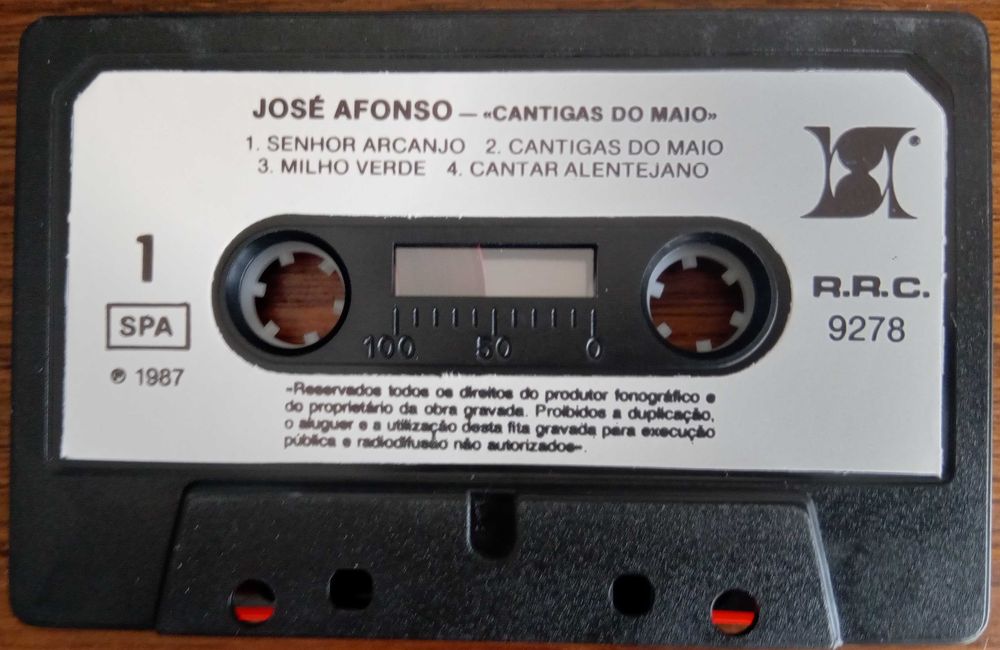 JOSÉ AFONSO — «CANTIGAS DO MAIO»
1. SENHOR ARCANJO 2. CANTIGAS DO MAIO
3. MILHO VERDE 4. CANTAR ALENTEJANO
1
SPA
℗ 1987
R.R.C.
9278
100 50 0
«Reservados todos os direitos do produtor fonográfico e
do proprietário da obra gravada. Proibidos a duplicação,
o aluguer e a utilização desta fita gravada para execução
pública e radiodifusão não autorizados».